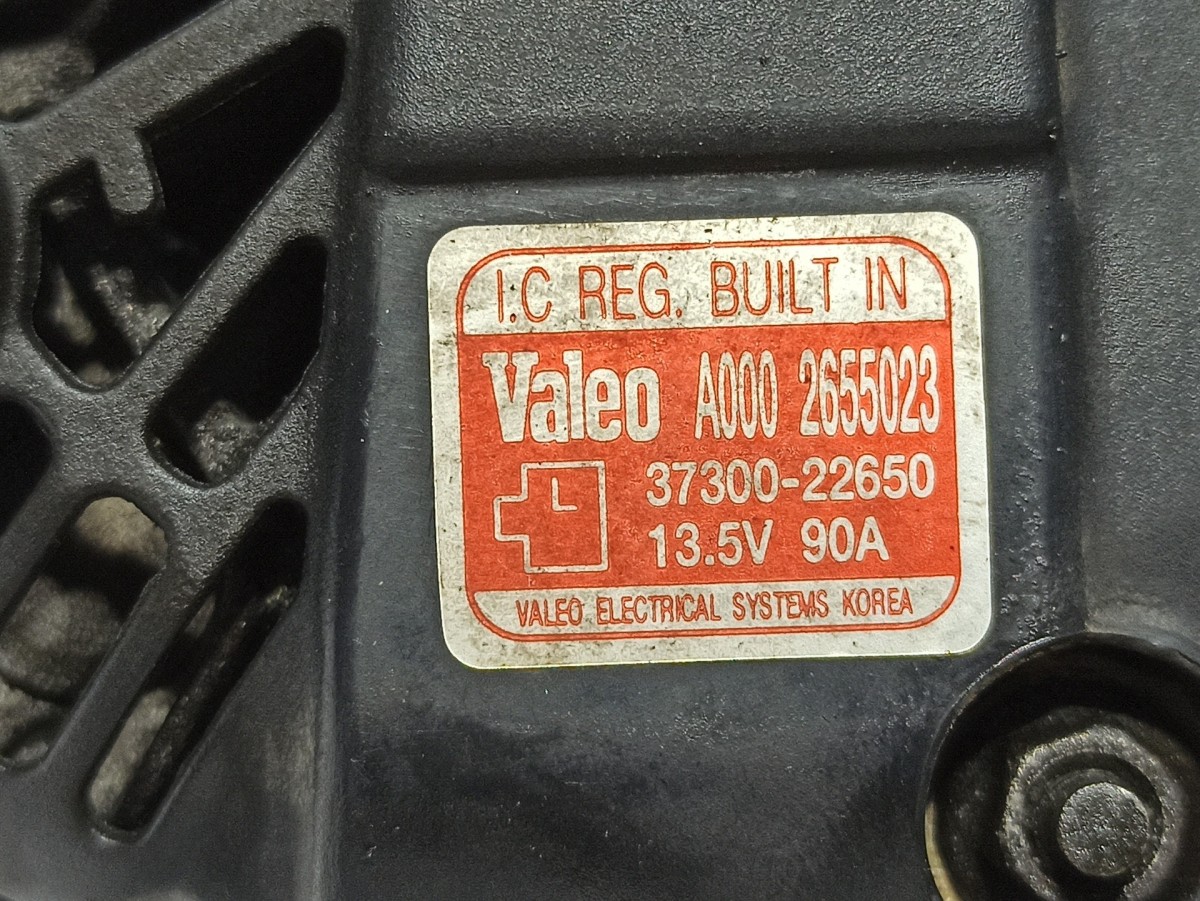 I.C REG. BUILT IN
Valeo A000 2655023
37300-22650
L
13.5V 90A
VALEO ELECTRICAL SYSTEMS KOREA